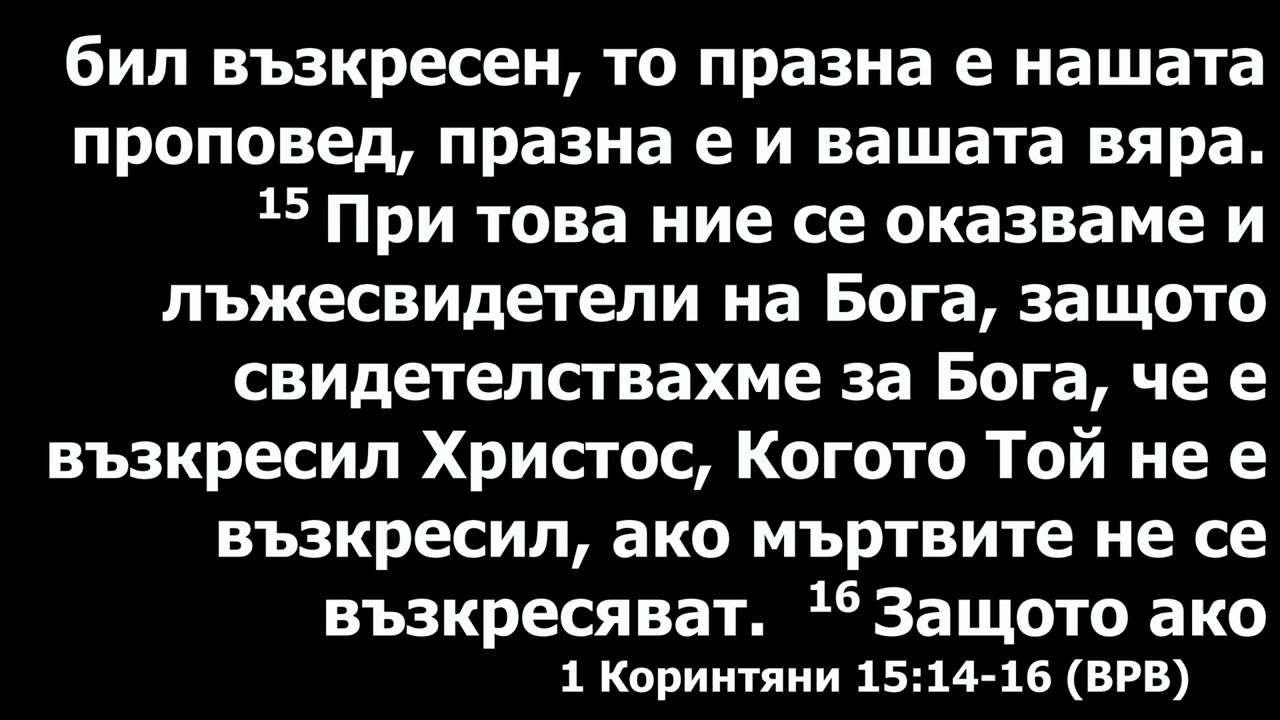 бил възкресен, то празна е нашата
проповед, празна е и вашата вяра.
15 При това ние се оказваме и
лъжесвидетели на Бога, защото
свидетелствахме за Бога, че е
възкресил Христос, Когото Той не е
възкресил, ако мъртвите не се
възкресяват. 16 Защото ако
1 Коринтяни 15:14-16 (ВРВ)